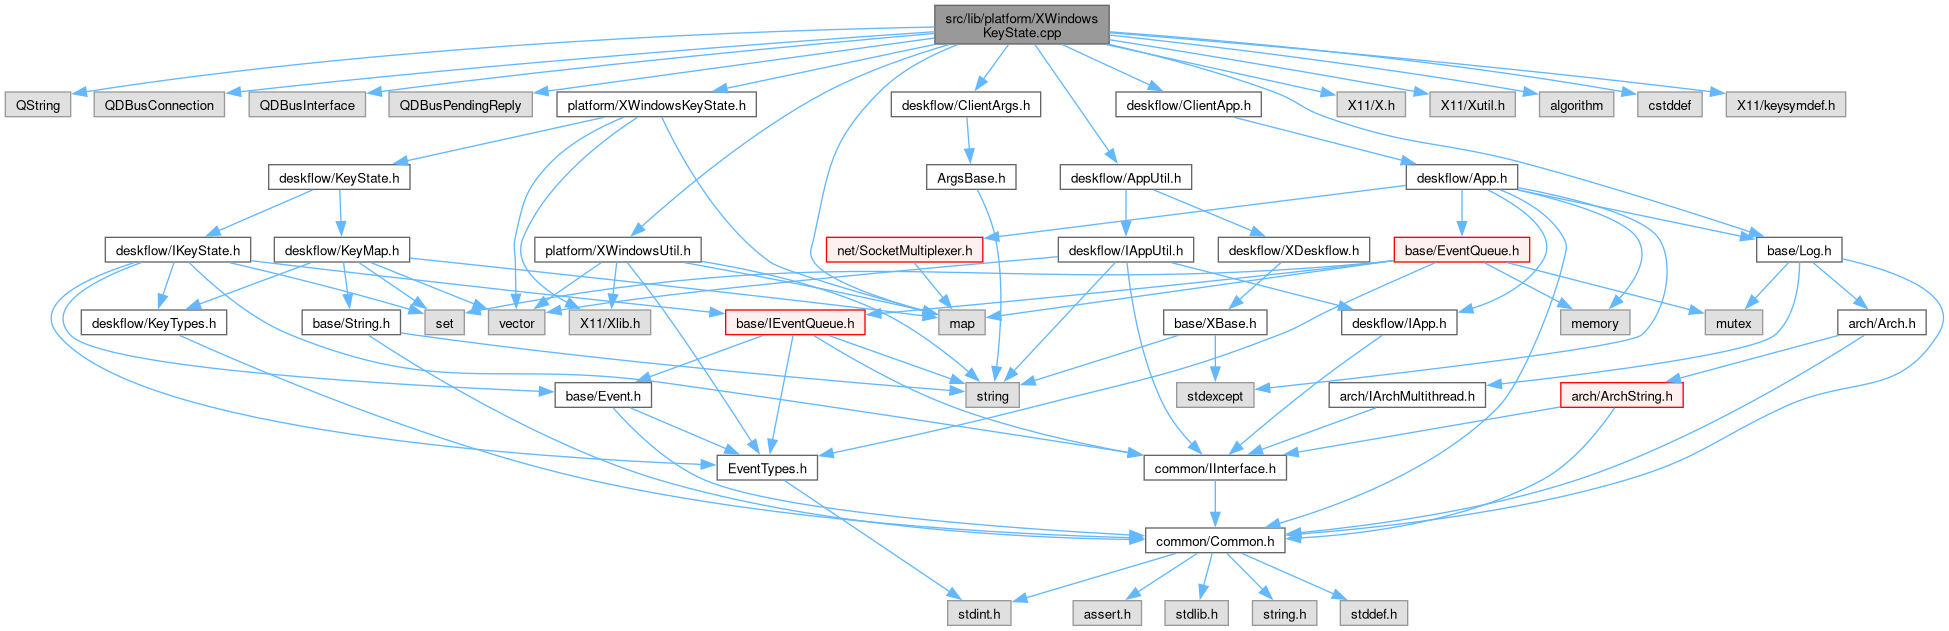 src/lib/platform/XWindows
KeyState.cpp
QString
QDBusConnection
QDBusInterface
QDBusPendingReply
platform/XWindowsKeyState.h
deskflow/ClientArgs.h
deskflow/ClientApp.h
X11/X.h
X11/Xutil.h
algorithm
cstddef
X11/keysymdef.h
deskflow/KeyState.h
ArgsBase.h
deskflow/AppUtil.h
deskflow/App.h
deskflow/IKeyState.h
deskflow/KeyMap.h
platform/XWindowsUtil.h
net/SocketMultiplexer.h
deskflow/IAppUtil.h
deskflow/XDeskflow.h
base/EventQueue.h
base/Log.h
deskflow/KeyTypes.h
base/String.h
set
vector
X11/Xlib.h
base/IEventQueue.h
map
base/XBase.h
deskflow/IApp.h
memory
mutex
arch/Arch.h
base/Event.h
string
stdexcept
arch/IArchMultithread.h
arch/ArchString.h
EventTypes.h
common/IInterface.h
common/Common.h
stdint.h
assert.h
stdlib.h
string.h
stddef.h